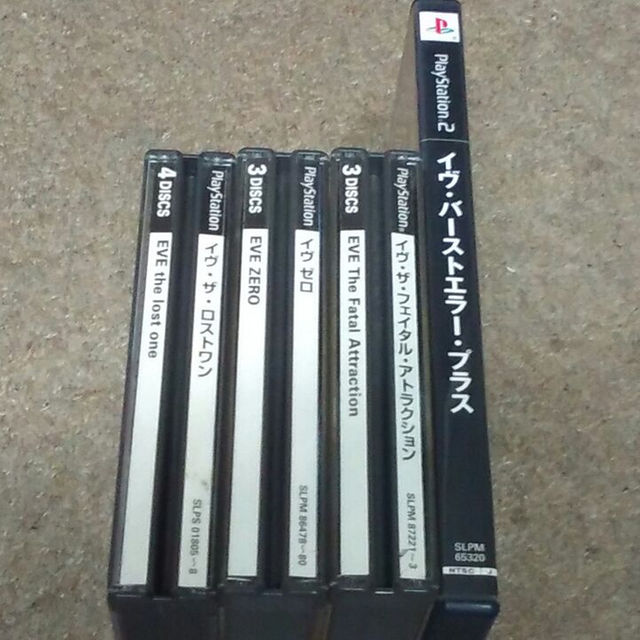 4 DISCS
EVE the lost one
PlayStation
イヴ・ザ・ロストワン
SLPS 01805~8
3 DISCS
EVE ZERO
PlayStation
イヴ ゼロ
SLPM 86478~80
3 DISCS
EVE The Fatal Attraction
PlayStation
イヴ・ザ・フェイタル・アトラクション
SLPM 87221~3
PlayStation 2
イヴ・バーストエラー・プラス
SLPM
65320
NTSC J